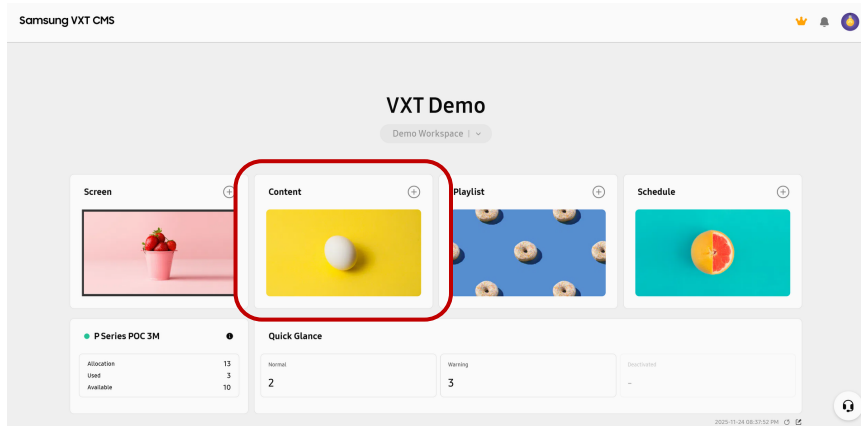 Samsung VXT CMS
VXT Demo
Demo Workspace
Screen
Content
Playlist
Schedule
P Series POC 3M
Allocation 13
Used 3
Available 10
Quick Glance
Normal
2
Warning
3
Deactivated
-
2025-11-24 08:37:52 PM